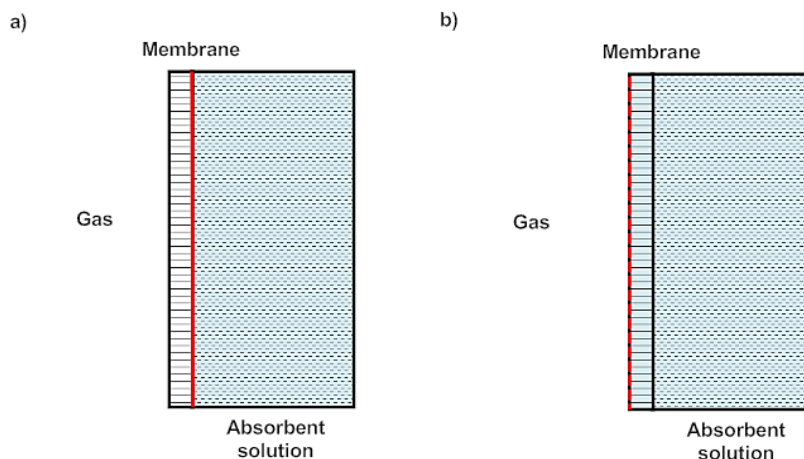 a)
Membrane
Gas
Absorbent
solution
b)
Membrane
Gas
Absorbent
solution